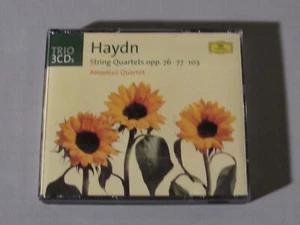 TRIO
3CDs
Haydn
String Quartets opp. 76 · 77 · 103
Amadeus Quartet